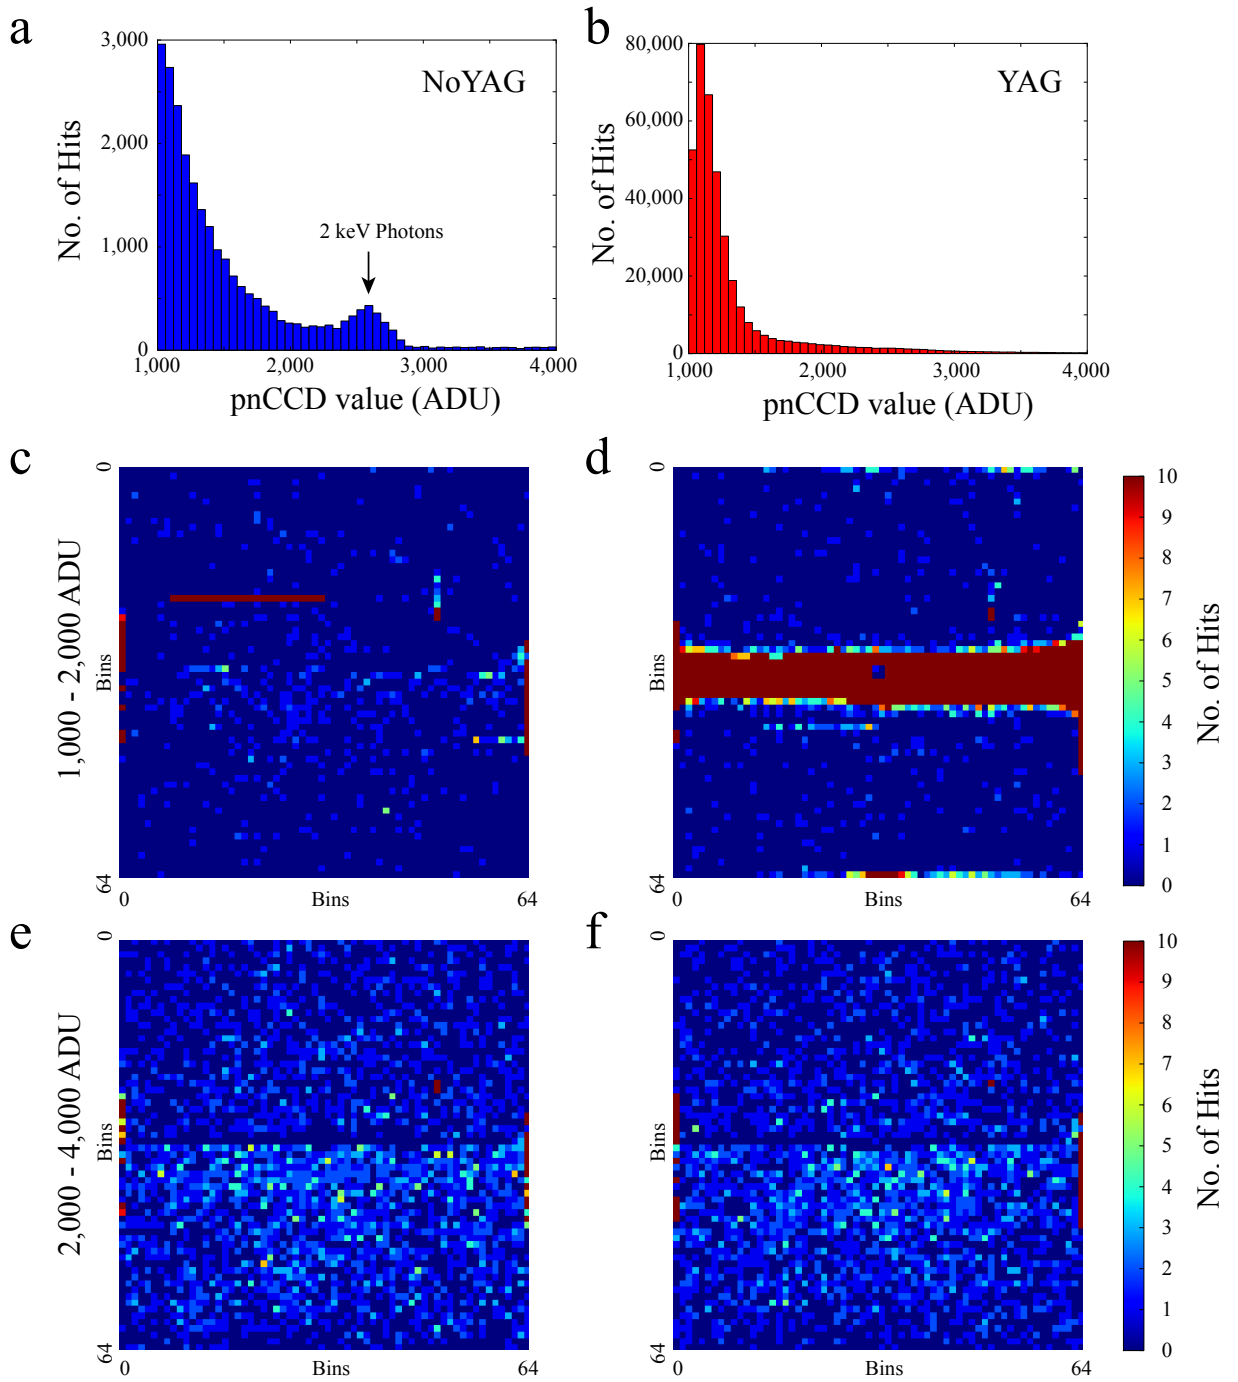 a
3,000
2,000
1,000
0
No. of Hits
NoYAG
2 keV Photons
1,000
2,000
3,000
4,000
pnCCD value (ADU)
b
80,000
60,000
40,000
20,000
0
No. of Hits
YAG
1,000
2,000
3,000
4,000
pnCCD value (ADU)
c
1,000 - 2,000 ADU
0
Bins
64
0
Bins
64
d
0
Bins
64
0
Bins
64
10
9
8
7
6
5
4
3
2
1
0
No. of Hits
e
2,000 - 4,000 ADU
0
Bins
64
0
Bins
64
f
0
Bins
64
0
Bins
64
10
9
8
7
6
5
4
3
2
1
0
No. of Hits